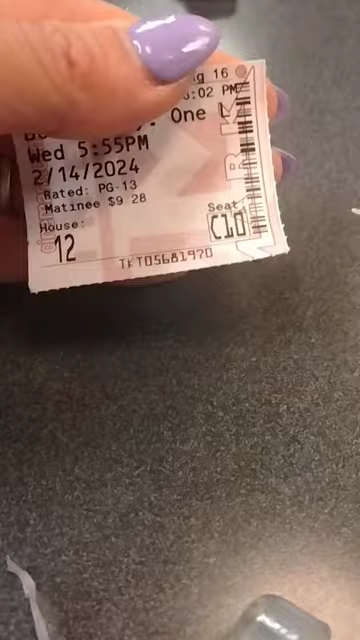 g 16
:02 PM
: One L
Wed 5:55PM
2/14/2024
Rated: PG-13
Matinee $9.28
House:
12
Seat
C10
TKT05681970